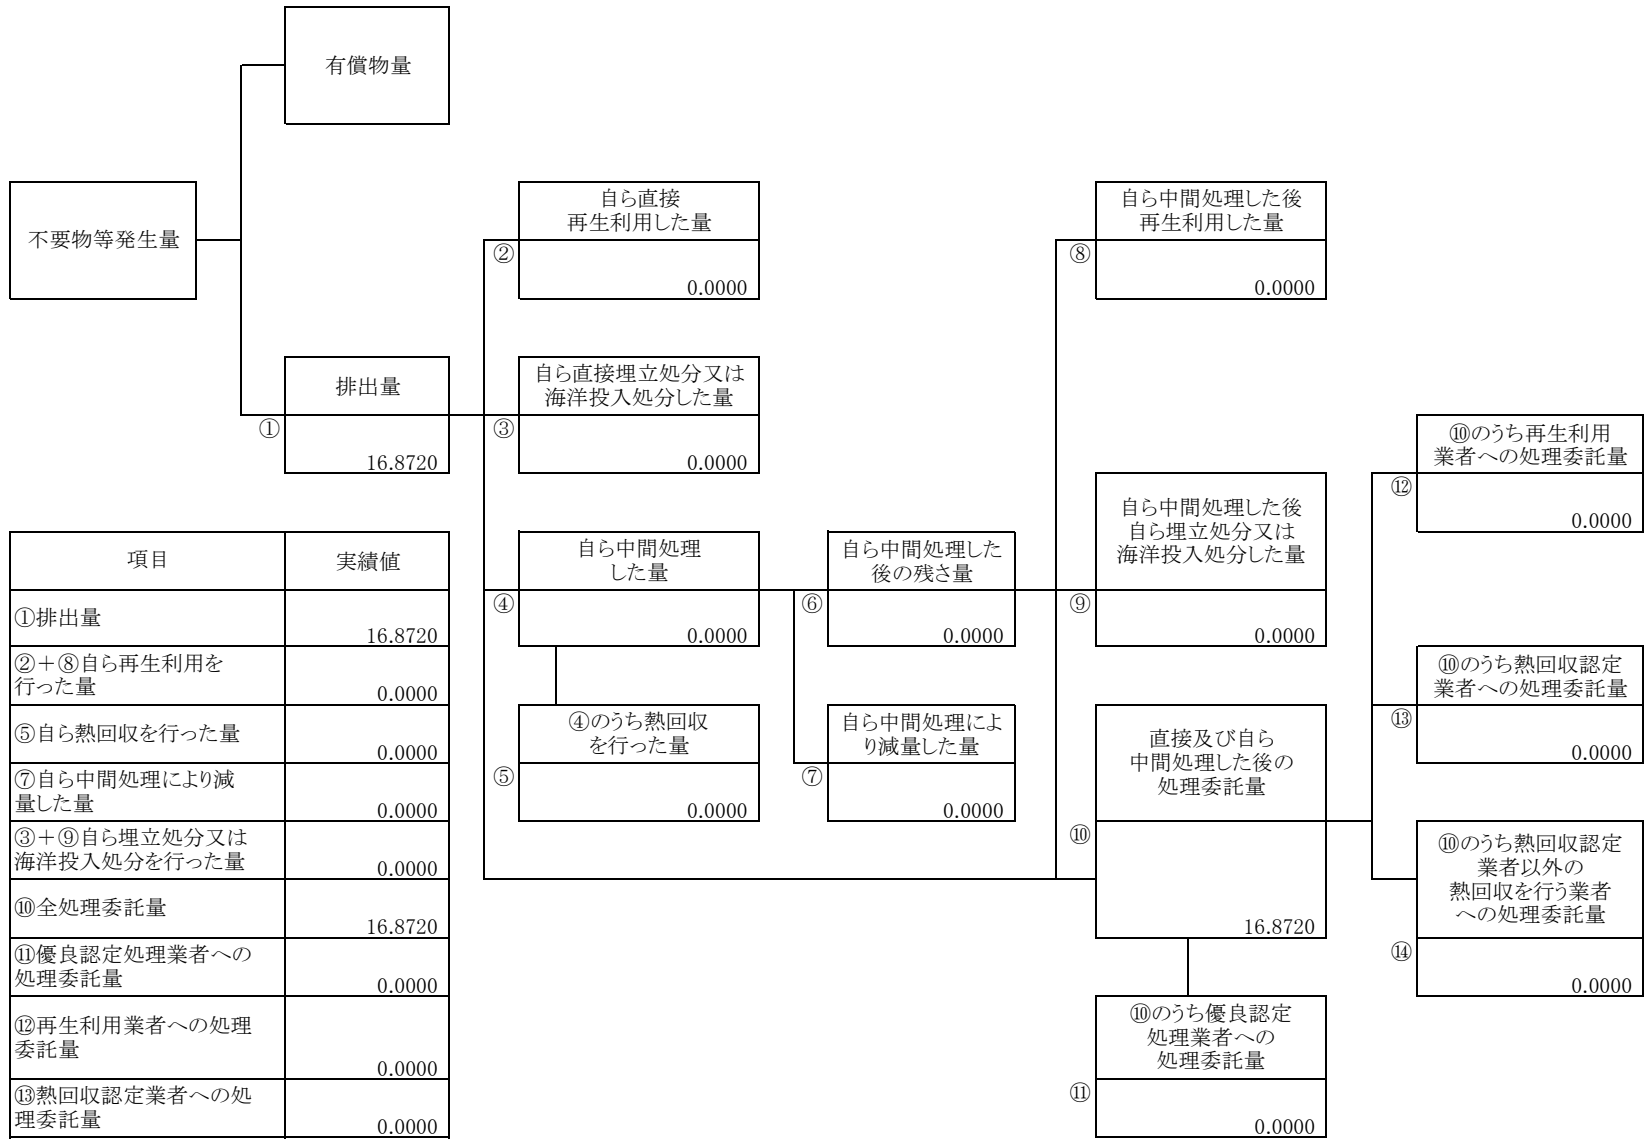 有償物量
不要物等発生量
自ら直接
再生利用した量
②
0.0000
自ら中間処理した後
再生利用した量
⑧
0.0000
排出量
①
16.8720
自ら直接埋立処分又は
海洋投入処分した量
③
0.0000
⑩のうち再生利用
業者への処理委託量
⑫
0.0000
自ら中間処理した後
自ら埋立処分又は
海洋投入処分した量
⑨
0.0000
自ら中間処理
した量
④
0.0000
自ら中間処理した
後の残さ量
⑥
0.0000
⑩のうち熱回収認定
業者への処理委託量
⑬
0.0000
④のうち熱回収
を行った量
⑤
0.0000
自ら中間処理によ
り減量した量
⑦
0.0000
直接及び自ら
中間処理した後の
処理委託量
⑩
16.8720
⑩のうち熱回収認定
業者以外の
熱回収を行う業者
への処理委託量
⑭
0.0000
⑩のうち優良認定
処理業者への
処理委託量
⑪
0.0000
項目 実績値
①排出量
16.8720
②＋⑧自ら再生利用を
行った量
0.0000
⑤自ら熱回収を行った量
0.0000
⑦自ら中間処理により減
量した量
0.0000
③＋⑨自ら埋立処分又は
海洋投入処分を行った量
0.0000
⑩全処理委託量
16.8720
⑪優良認定処理業者への
処理委託量
0.0000
⑫再生利用業者への処理
委託量
0.0000
⑬熱回収認定業者への処
理委託量
0.0000